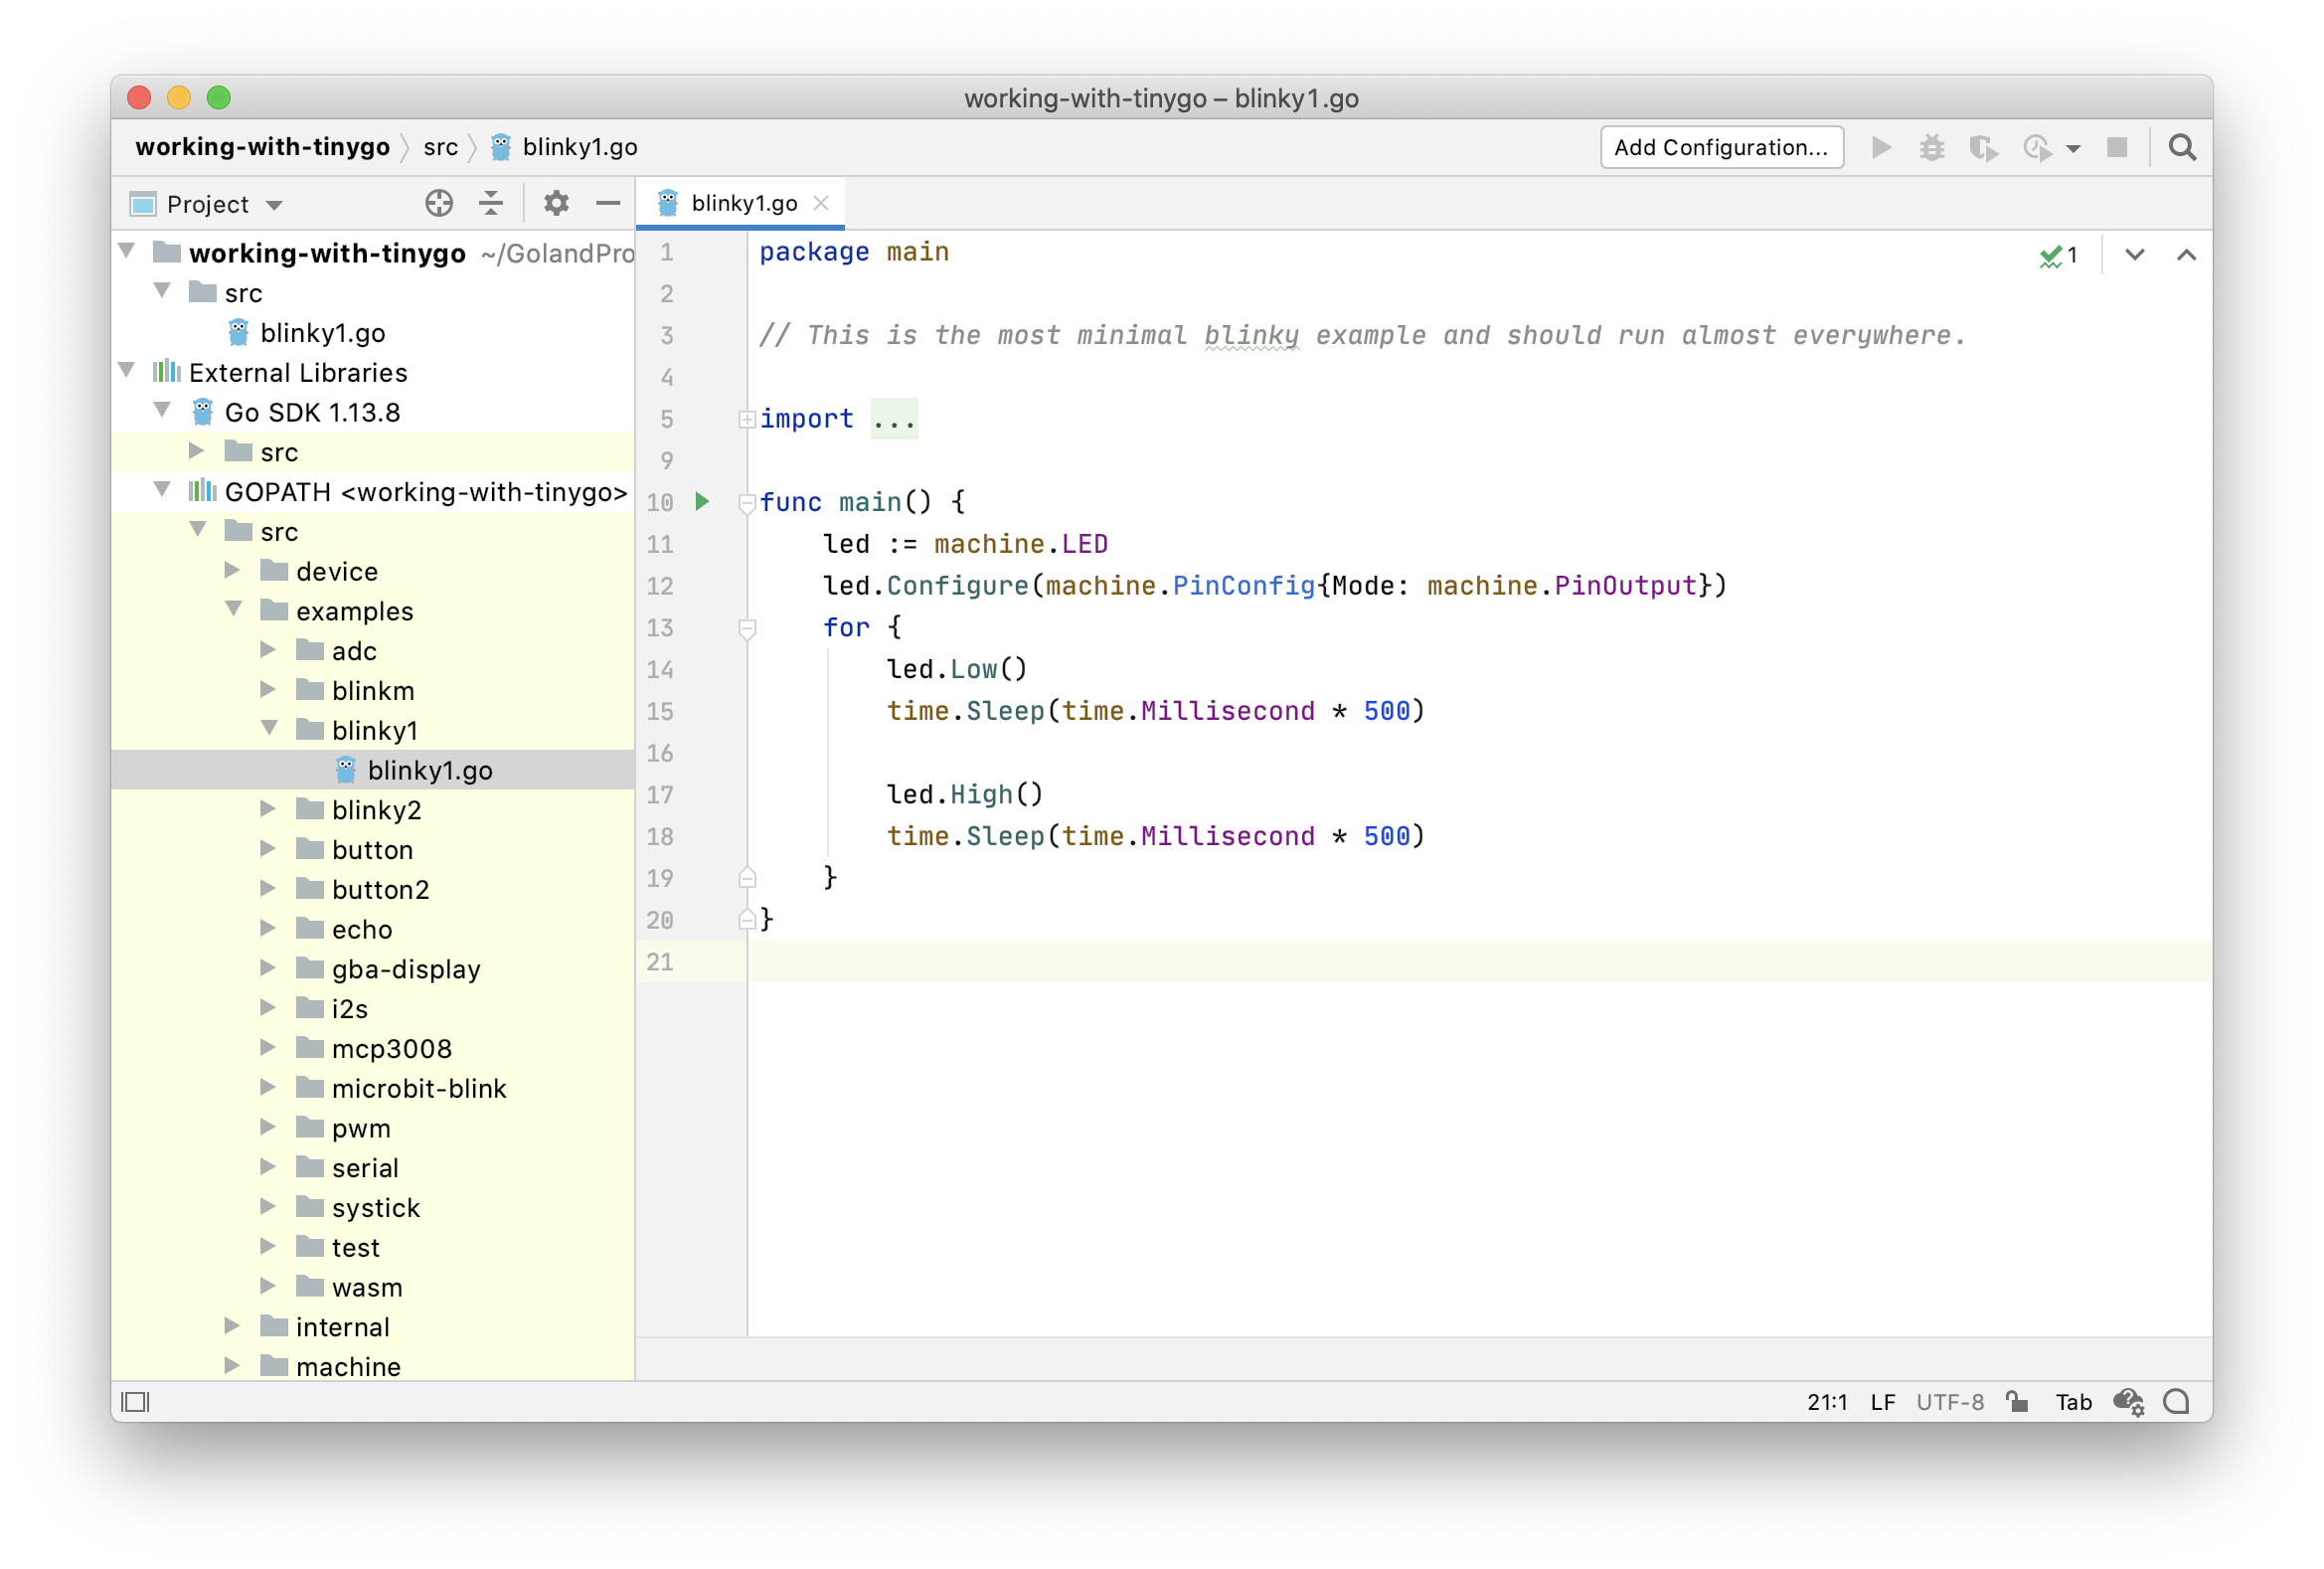 working-with-tinygo – blinky1.go
working-with-tinygo src blinky1.go
Add Configuration...
Project
blinky1.go
working-with-tinygo ~/GolandPro
src
blinky1.go
External Libraries
Go SDK 1.13.8
src
GOPATH <working-with-tinygo>
src
device
examples
adc
blinkm
blinky1
blinky1.go
blinky2
button
button2
echo
gba-display
i2s
mcp3008
microbit-blink
pwm
serial
systick
test
wasm
internal
machine
1 package main
1
2
3 // This is the most minimal blinky example and should run almost everywhere.
4
5 import ...
9
10 func main() {
11 led := machine.LED
12 led.Configure(machine.PinConfig{Mode: machine.PinOutput})
13 for {
14 led.Low()
15 time.Sleep(time.Millisecond * 500)
16
17 led.High()
18 time.Sleep(time.Millisecond * 500)
19 }
20 }
21
21:1 LF UTF-8 Tab